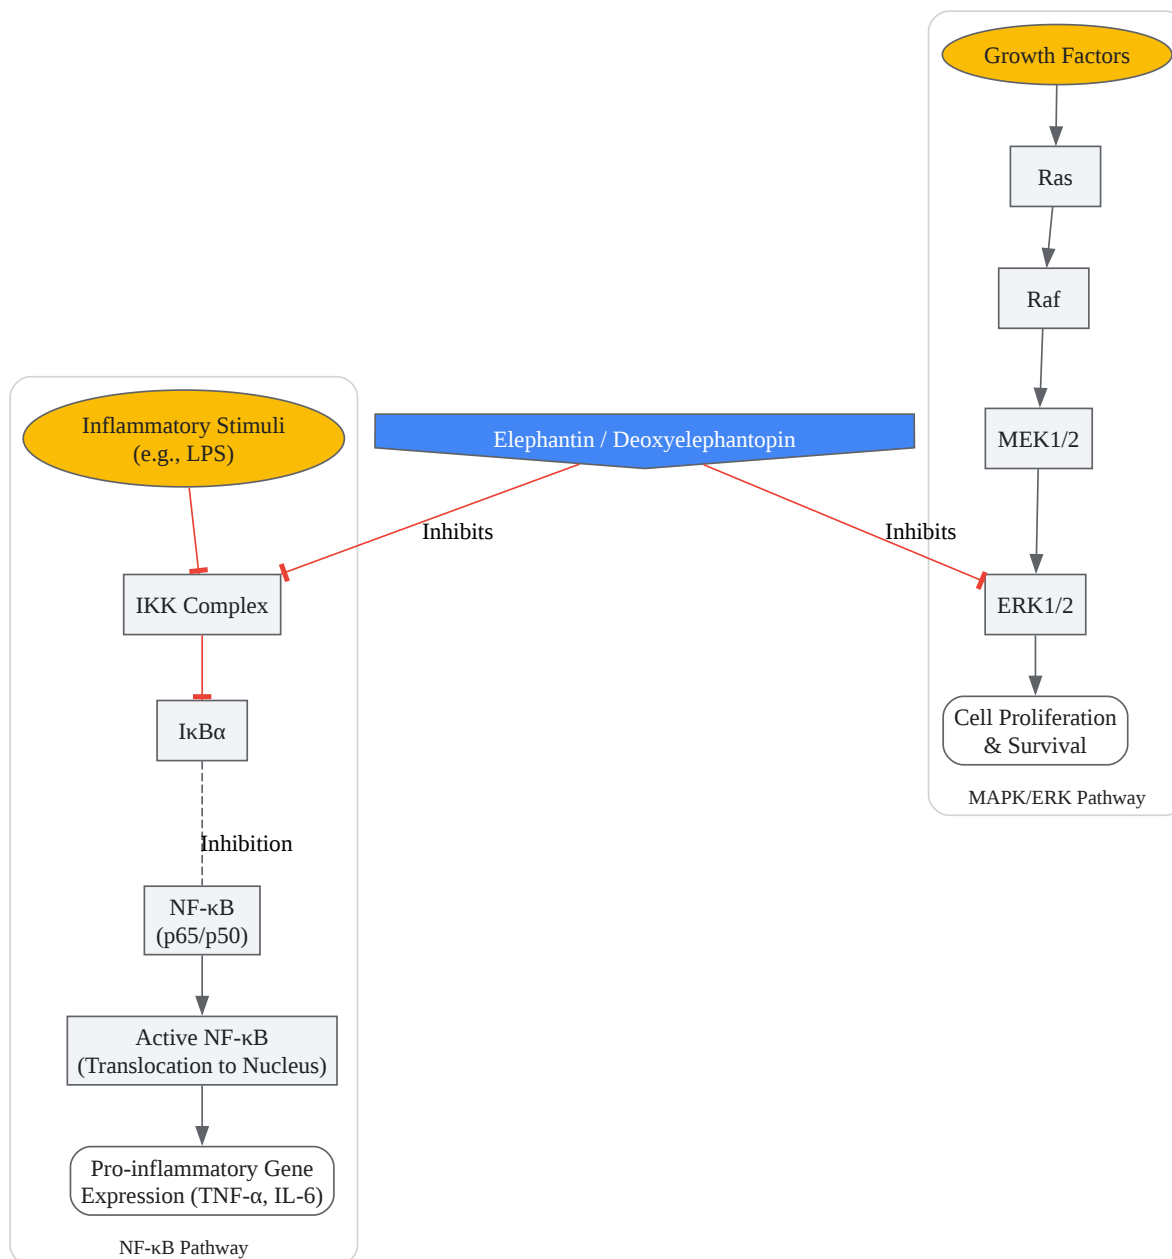 Growth Factors
Ras
Raf
MEK1/2
ERK1/2
Cell Proliferation
& Survival
MAPK/ERK Pathway
Elephantin / Deoxyelephantopin
Inhibits
Inhibits
Inflammatory Stimuli
(e.g., LPS)
IKK Complex
IκBα
Inhibition
NF-κB
(p65/p50)
Active NF-κB
(Translocation to Nucleus)
Pro-inflammatory Gene
Expression (TNF-α, IL-6)
NF-κB Pathway